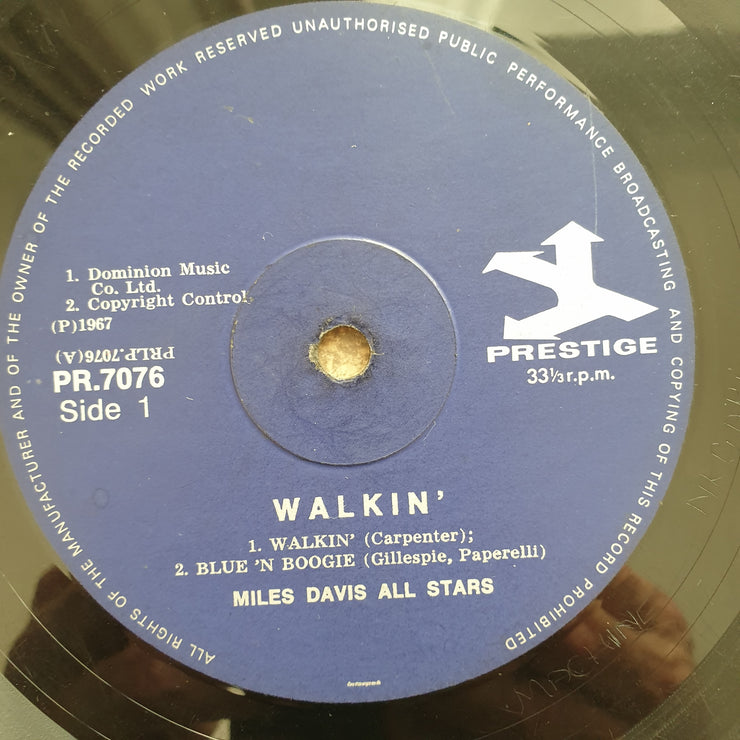 ALL RIGHTS OF THE MANUFACTURER AND OF THE OWNER OF THE RECORDED WORK RESERVED UNAUTHORISED PUBLIC PERFORMANCE BROADCASTING AND COPYING OF THIS RECORD PROHIBITED
1. Dominion Music
Co. Ltd.
2. Copyright Control
(P)1967
PRLP.7076(A)
PR.7076
Side 1
PRESTIGE
33⅓ r.p.m.
WALKIN'
1. WALKIN' (Carpenter);
2. BLUE 'N BOOGIE (Gillespie, Paperelli)
MILES DAVIS ALL STARS
MACHINE